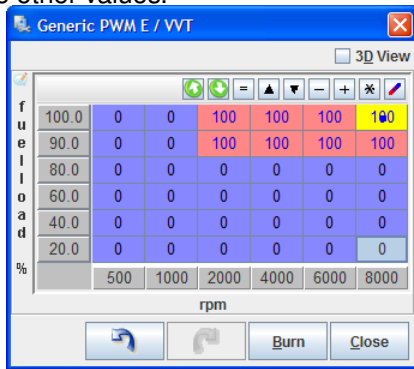 other values.
Generic PWM E / VVT
3D View
= - + *
fuelload %
100.0 0 0 100 100 100 100
90.0 0 0 100 100 100 100
80.0 0 0 0 0 0 0
60.0 0 0 0 0 0 0
40.0 0 0 0 0 0 0
20.0 0 0 0 0 0 0
500 1000 2000 4000 6000 8000
rpm
Burn Close